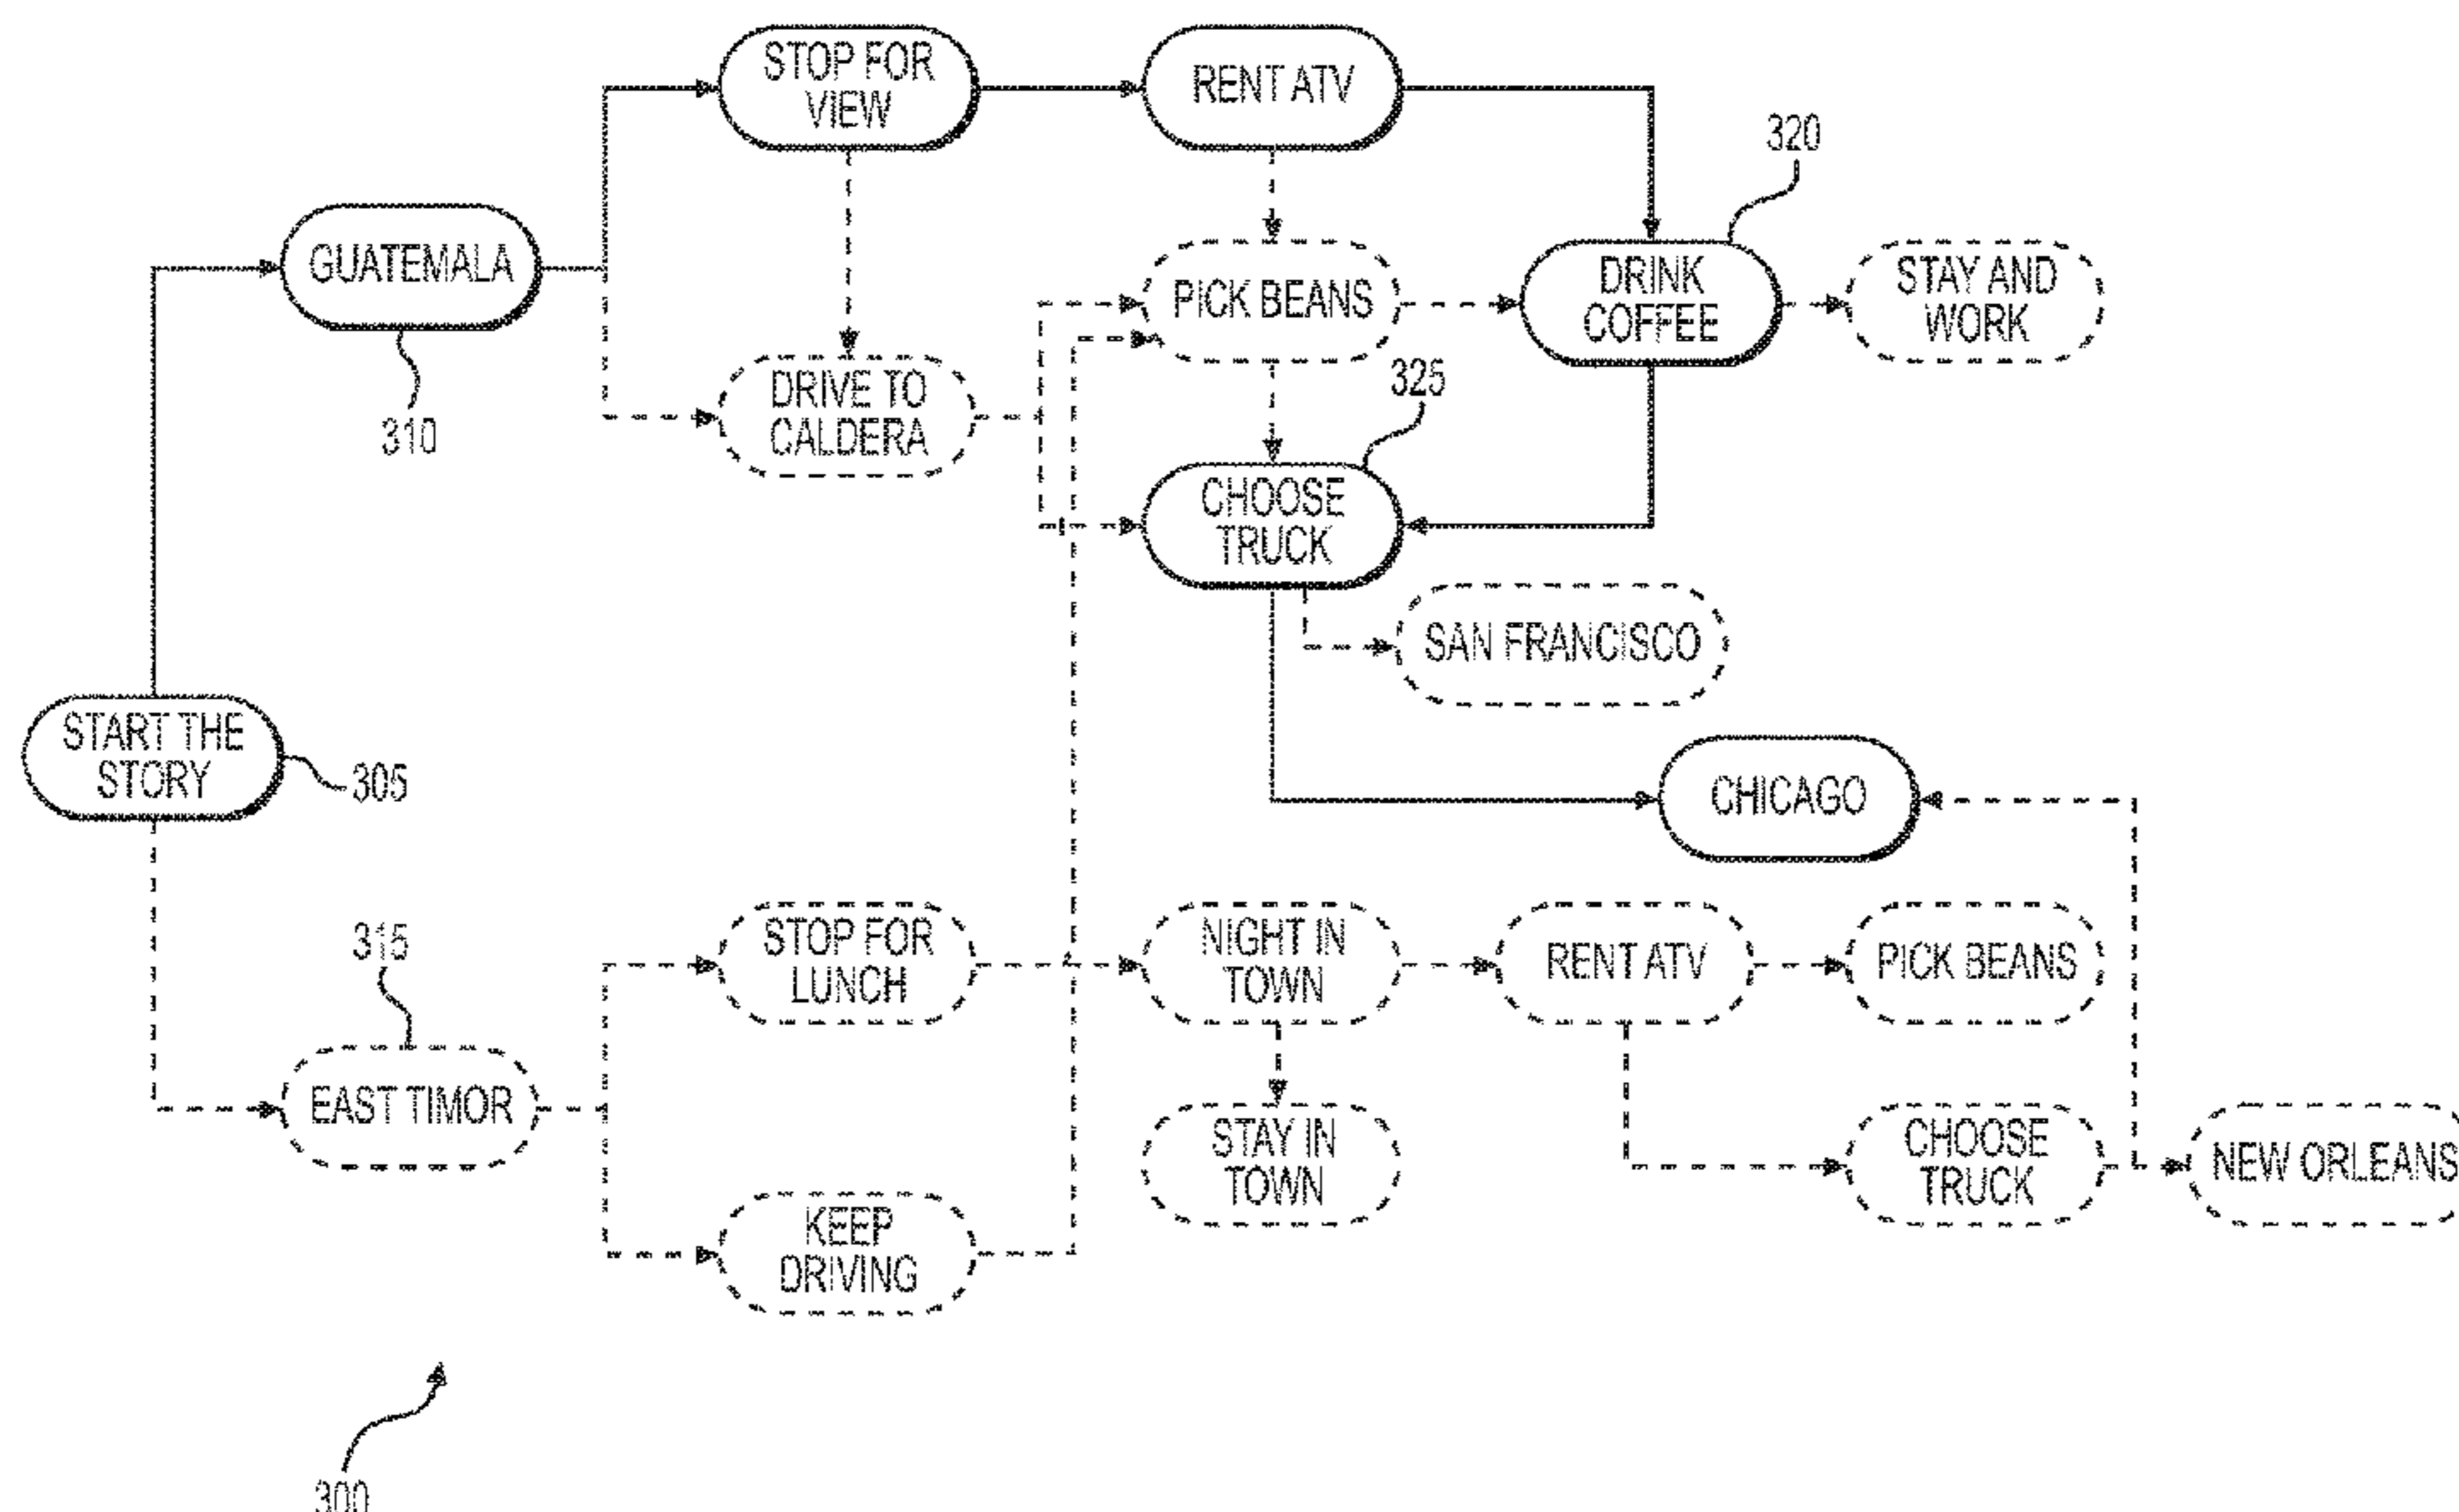 STOP FOR
VIEW
RENT ATV
320
GUATEMALA
310
PICK BEANS
DRINK
COFFEE
STAY AND
WORK
DRIVE TO
CALDERA
325
CHOOSE
TRUCK
SAN FRANCISCO
START THE
STORY
305
CHICAGO
315
STOP FOR
LUNCH
NIGHT IN
TOWN
RENT ATV
PICK BEANS
EAST TIMOR
STAY IN
TOWN
CHOOSE
TRUCK
NEW ORLEANS
KEEP
DRIVING
300